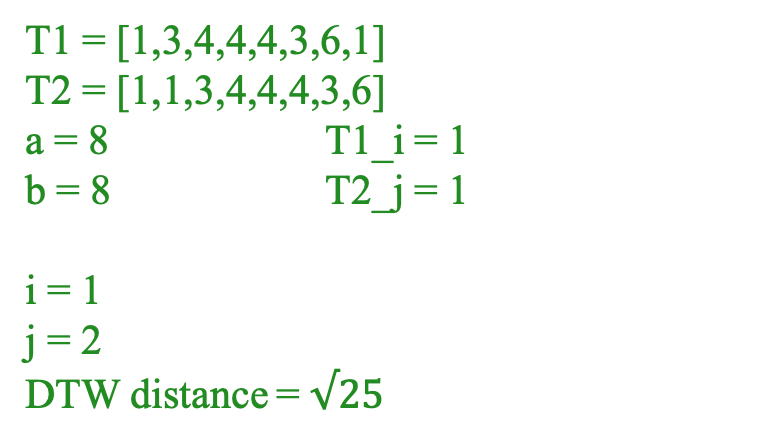 T1 = [1,3,4,4,4,3,6,1]
T2 = [1,1,3,4,4,4,3,6]
a = 8 T1_i = 1
b = 8 T2_j = 1
i = 1
j = 2
DTW distance = √25